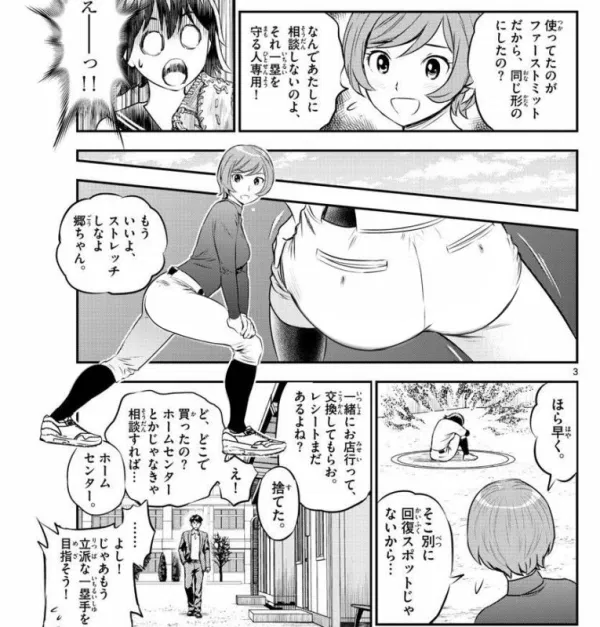 使ってたのが
ファーストミット
だから、同じ形の
にしたの?
なんであたしに
相談しないのよ、
それ一塁を
守る人専用!
え——っ!!
もう
いいよ、
ストレッチ
しなよ
郷ちゃん。
3
ほら早く。
そこ別に
回復スポットじゃ
ないから…
一緒にお店行って、
交換してもらお。
レシートまだ
あるよね?
捨てた。
え!
ど、どこで
買ったの?
ホームセンター
とかじゃなきゃ
相談すれば…
ホーム
センター。
よし!
じゃあもう
立派な一塁手を
目指そう!